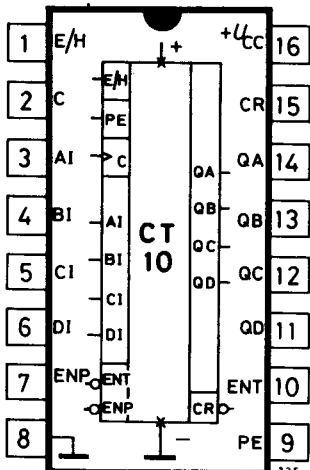 1 E/H + +UCC 16
2 C E/H CR 15
PE
3 AI C QA QA 14
4 BI AI QB QB 13
CT
10
5 CI BI QC QC 12
CI QD
6 DI DI QD 11
7 ENP ENT ENT 10
ENP CR
8 − PE 9